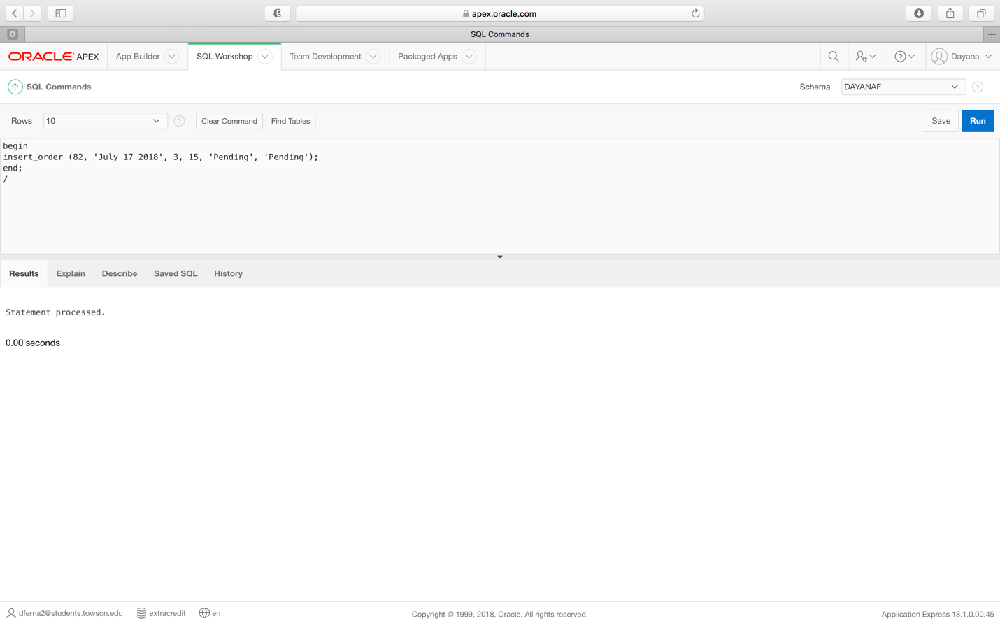 apex.oracle.com
O
SQL Commands
ORACLE APEX
App Builder
SQL Workshop
Team Development
Packaged Apps
Dayana
SQL Commands
Schema
DAYANAF
?
Rows
10
?
Clear Command
Find Tables
Save
Run
begin
insert_order (82, 'July 17 2018', 3, 15, 'Pending', 'Pending');
end;
/
Results
Explain
Describe
Saved SQL
History
Statement processed.
0.00 seconds
dferna2@students.towson.edu
extracredit
en
Copyright © 1999, 2018, Oracle. All rights reserved.
Application Express 18.1.0.00.45